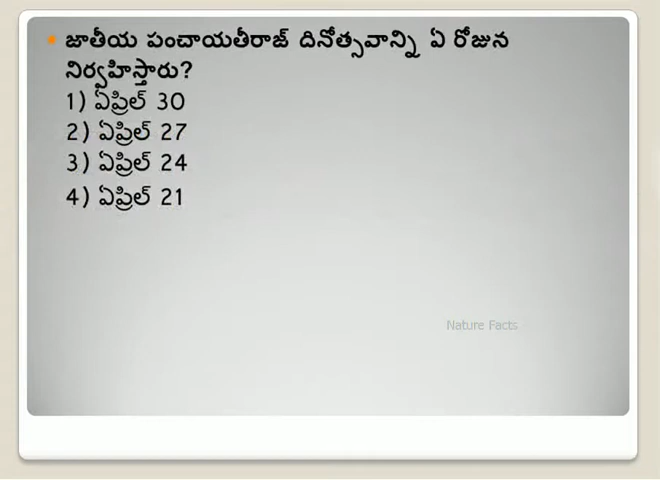 జాతీయ పంచాయతీరాజ్ దినోత్సవాన్ని ఏ రోజున
నిర్వహిస్తారు?
1) ఏప్రిల్ 30
2) ఏప్రిల్ 27
3) ఏప్రిల్ 24
4) ఏప్రిల్ 21
Nature Facts